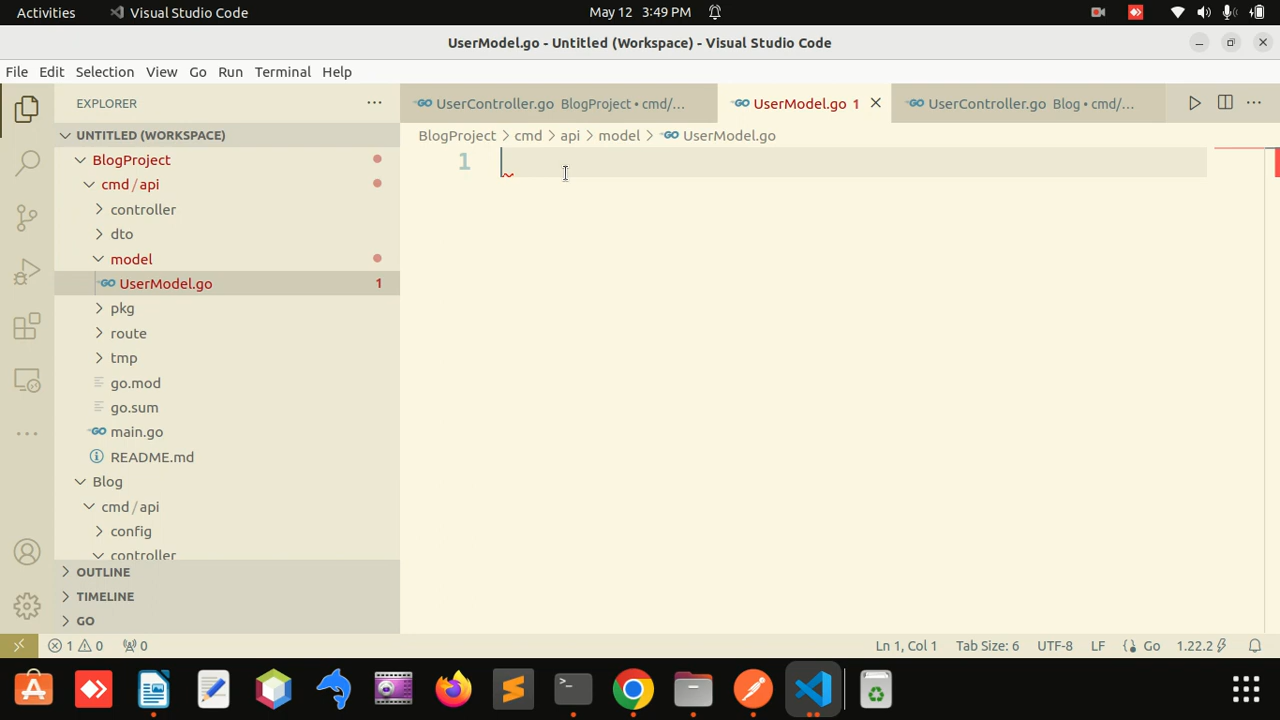 Activities
Visual Studio Code
May 12 3:49 PM
UserModel.go - Untitled (Workspace) - Visual Studio Code
File Edit Selection View Go Run Terminal Help
EXPLORER
UNTITLED (WORKSPACE)
BlogProject
cmd / api
controller
dto
model
UserModel.go 1
pkg
route
tmp
go.mod
go.sum
main.go
README.md
Blog
cmd / api
config
controller
OUTLINE
TIMELINE
GO
UserController.go BlogProject • cmd/...
UserModel.go 1
UserController.go Blog • cmd/...
BlogProject > cmd > api > model > UserModel.go
1
1 0 0
Ln 1, Col 1 Tab Size: 6 UTF-8 LF Go 1.22.2